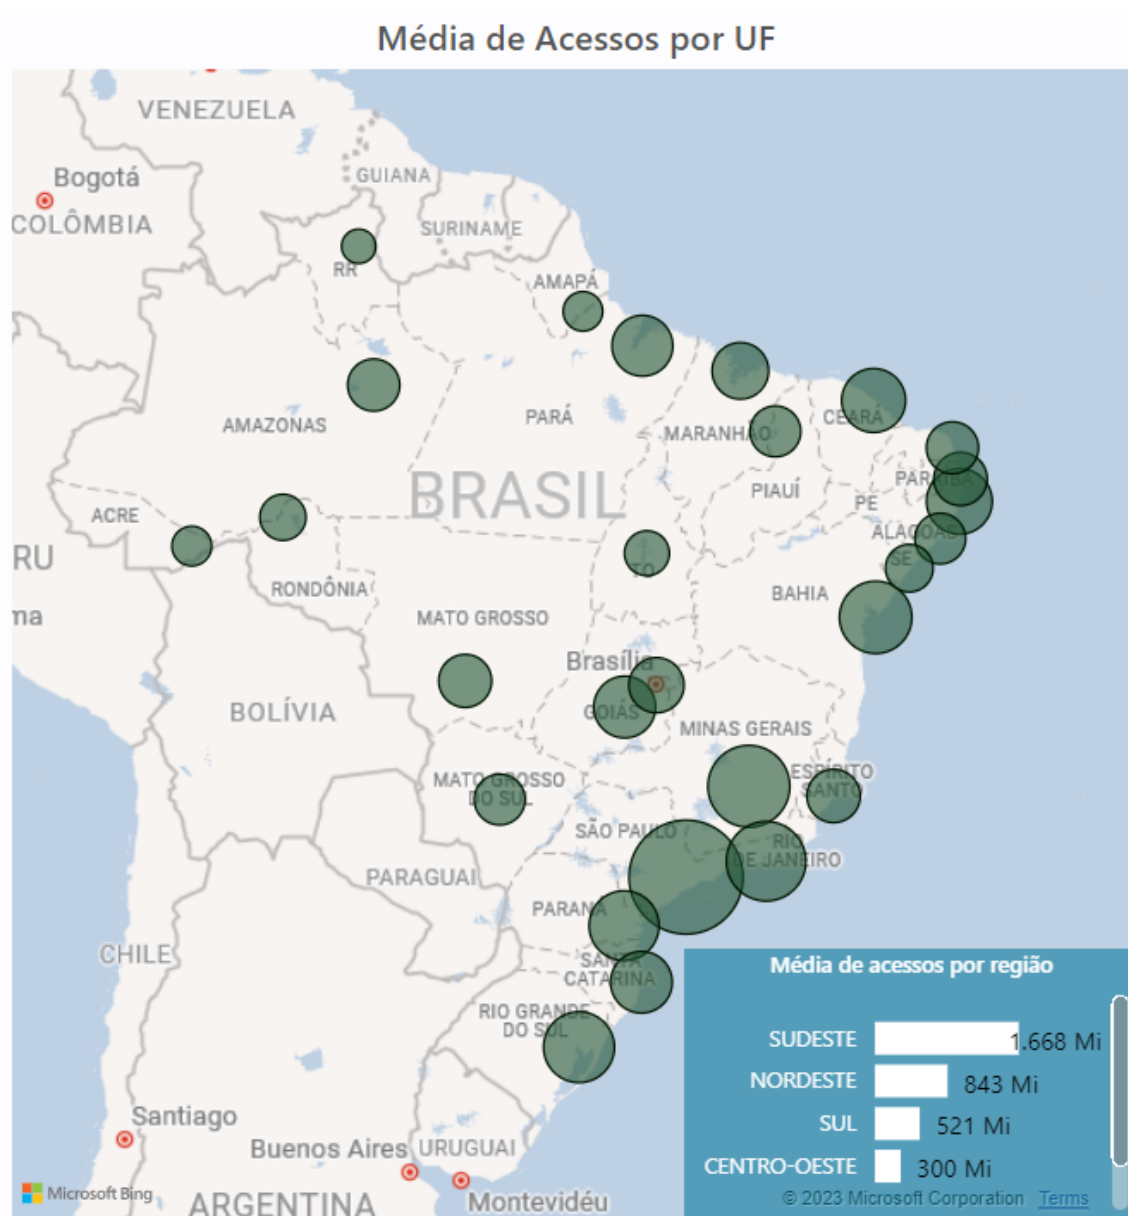 Média de Acessos por UF
VENEZUELA
Bogotá
COLÔMBIA
GUIANA
SURINAME
RR
AMAPÁ
AMAZONAS
PARÁ
MARANHÃO
CEARÁ
BRASIL
PIAUÍ
PARAÍBA
PE
ACRE
ALAGOAS
SE
RU
RONDÔNIA
TO
BAHIA
ma
MATO GROSSO
Brasília
BOLÍVIA
GOIÁS
MINAS GERAIS
MATO GROSSO
DO SUL
ESPÍRITO
SANTO
SÃO PAULO
RIO
DE JANEIRO
PARAGUAI
PARANÁ
CHILE
SANTA
CATARINA
RIO GRANDE
DO SUL
Média de acessos por região
SUDESTE 1.668 Mi
NORDESTE 843 Mi
SUL 521 Mi
CENTRO-OESTE 300 Mi
Santiago
Buenos Aires
URUGUAI
Montevidéu
ARGENTINA
Microsoft Bing
© 2023 Microsoft Corporation Terms